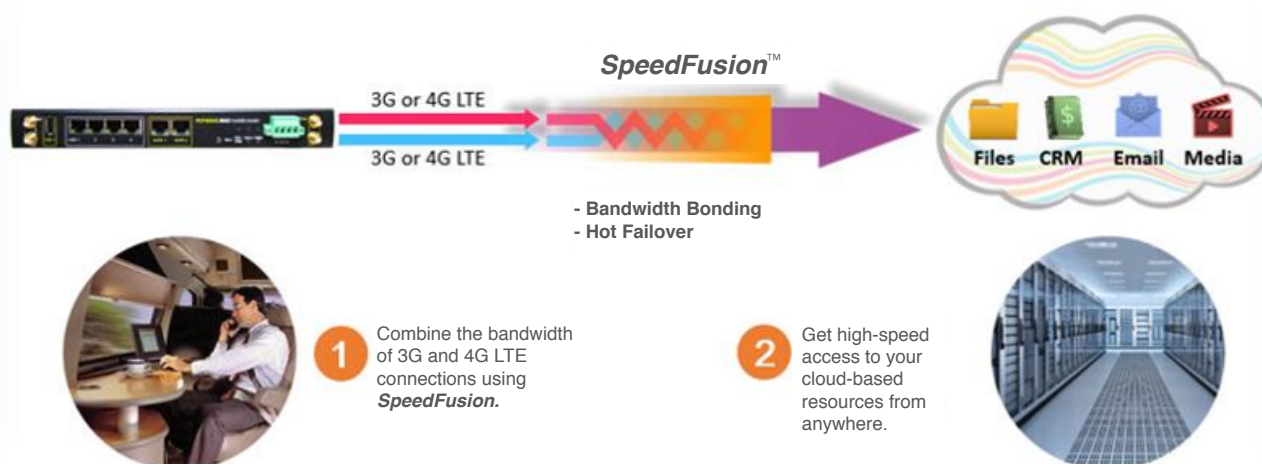 SpeedFusion™
3G or 4G LTE
3G or 4G LTE
Files CRM Email Media
- Bandwidth Bonding
- Hot Failover
1
Combine the bandwidth
of 3G and 4G LTE
connections using
SpeedFusion.
2
Get high-speed
access to your
cloud-based
resources from
anywhere.